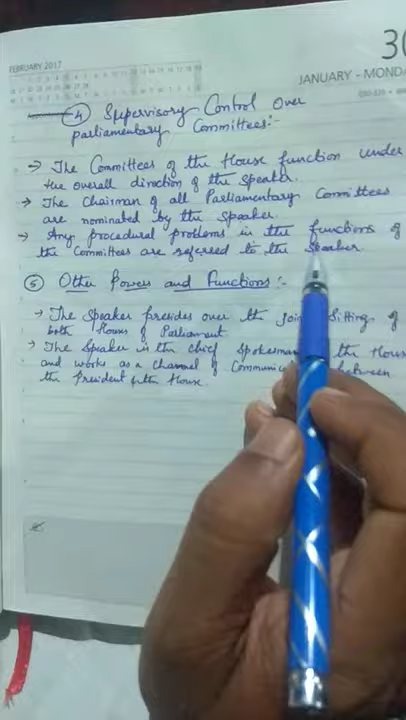 FEBRUARY 2017
30
JANUARY - MONDA
④ Supervisory Control over
parliamentary Committees:-
→ The Committees of the House function under
the overall direction of the Speaker.
→ The Chairman of all Parliamentary Committees
are nominated by the Speaker.
→ Any procedural problems in the functions of
the Committees are referred to the Speaker
⑤ Other Powers and Functions:-
→ The Speaker presides over the Sitting of
both Houses of Parliament
→ The Speaker is the chief the House
and works as a channel of between
the President the House.